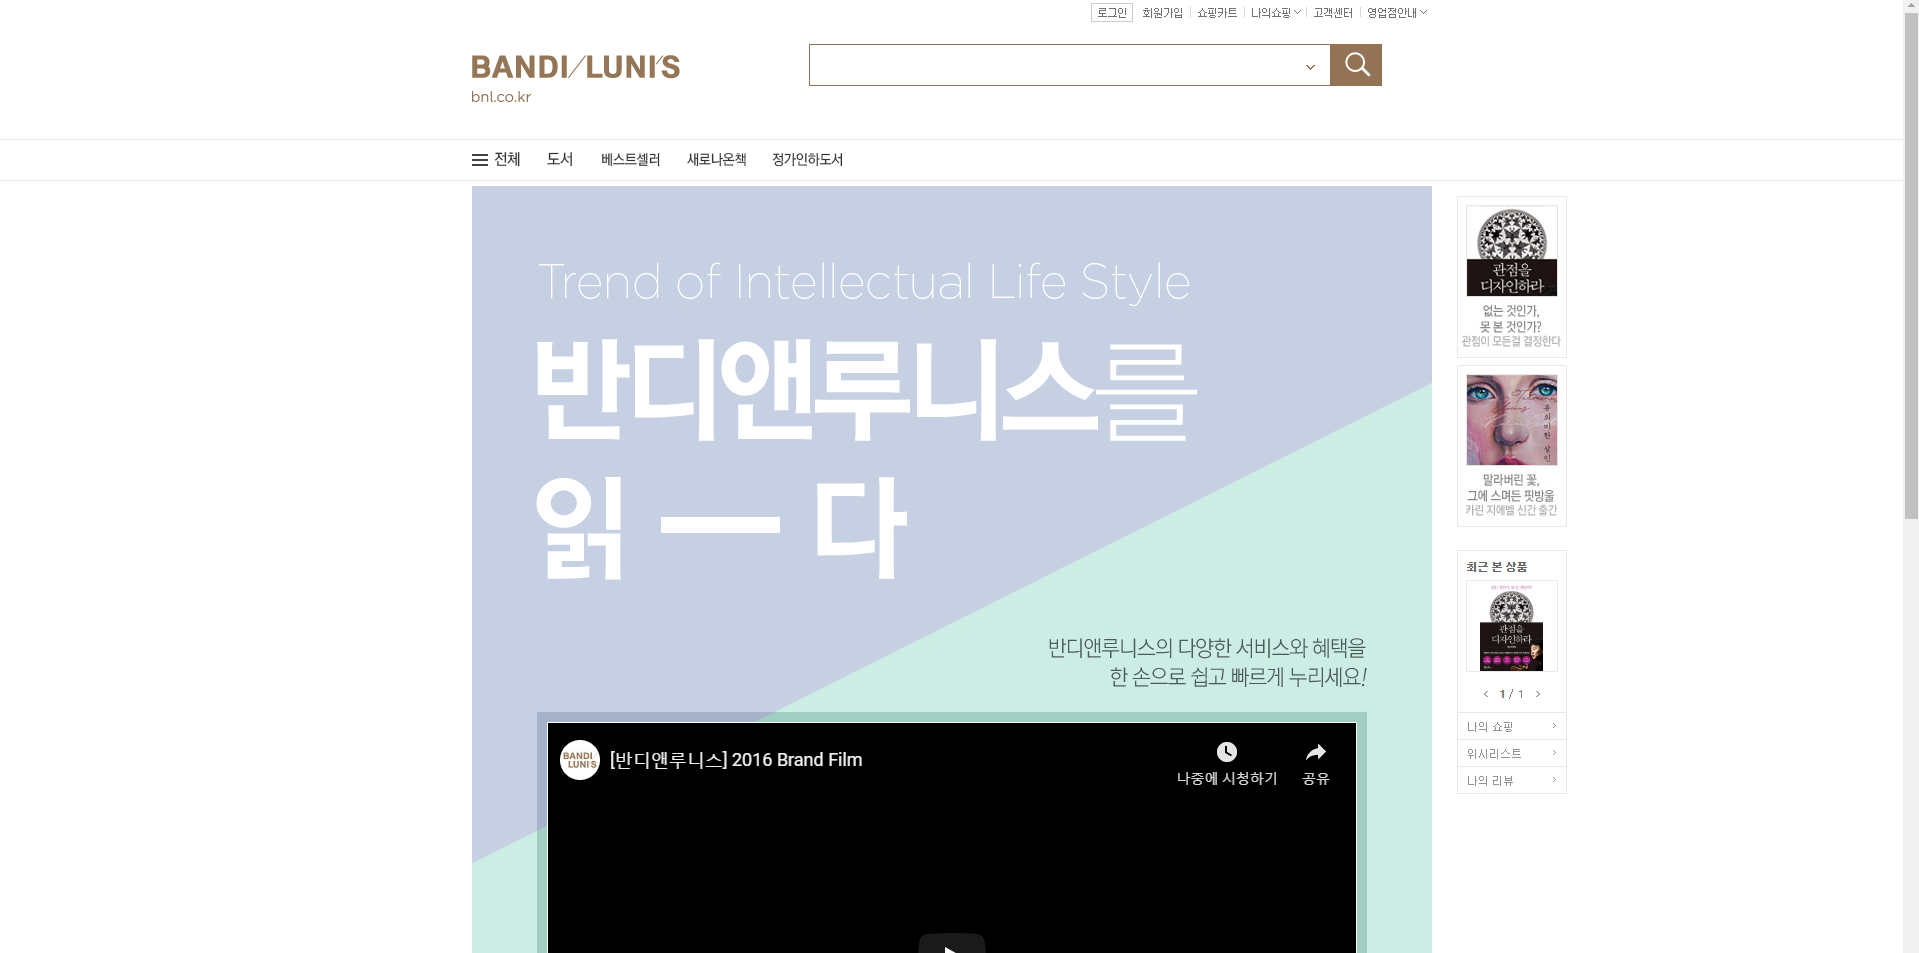 로그인 회원가입 쇼핑카트 나의쇼핑 고객센터 영업점안내
BANDI/LUNI'S
bnl.co.kr
전체 도서 베스트셀러 새로나온책 정가인하도서
Trend of Intellectual Life Style
반디앤루니스를
읽 — 다
반디앤루니스의 다양한 서비스와 혜택을
한 손으로 쉽고 빠르게 누리세요!
BANDI
LUNIS
[반디앤루니스] 2016 Brand Film
나중에 시청하기
공유
관점을
디자인하라
없는 것인가,
못 본 것인가?
관점이 모든걸 결정한다
유의미한 살인
말라버린 꽃,
그에 스며든 핏방울
카린 지에벨 신간 출간
최근 본 상품
관점을
디자인하라
1 / 1
나의 쇼핑
위시리스트
나의 리뷰